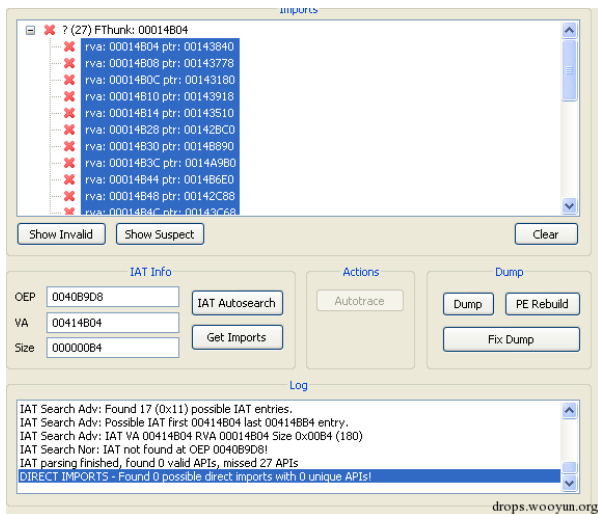 Imports
? (27) FThunk: 00014B04
rva: 00014B04 ptr: 00143840
rva: 00014B08 ptr: 00143778
rva: 00014B0C ptr: 00143180
rva: 00014B10 ptr: 00143918
rva: 00014B14 ptr: 00143510
rva: 00014B28 ptr: 00142BC0
rva: 00014B30 ptr: 0014B890
rva: 00014B3C ptr: 0014A9B0
rva: 00014B44 ptr: 0014B6E0
rva: 00014B48 ptr: 00142C88
rva: 00014B4C ptr: 00143C68
Show Invalid Show Suspect Clear
IAT Info Actions Dump
OEP 0040B9D8 IAT Autosearch Autotrace Dump PE Rebuild
VA 00414B04
Size 000000B4 Get Imports Fix Dump
Log
IAT Search Adv: Found 17 (0x11) possible IAT entries.
IAT Search Adv: Possible IAT first 00414B04 last 00414BB4 entry.
IAT Search Adv: IAT VA 00414B04 RVA 00014B04 Size 0x00B4 (180)
IAT Search Nor: IAT not found at OEP 0040B9D8!
IAT parsing finished, found 0 valid APIs, missed 27 APIs
DIRECT IMPORTS - Found 0 possible direct imports with 0 unique APIs!
drops.wooyun.org